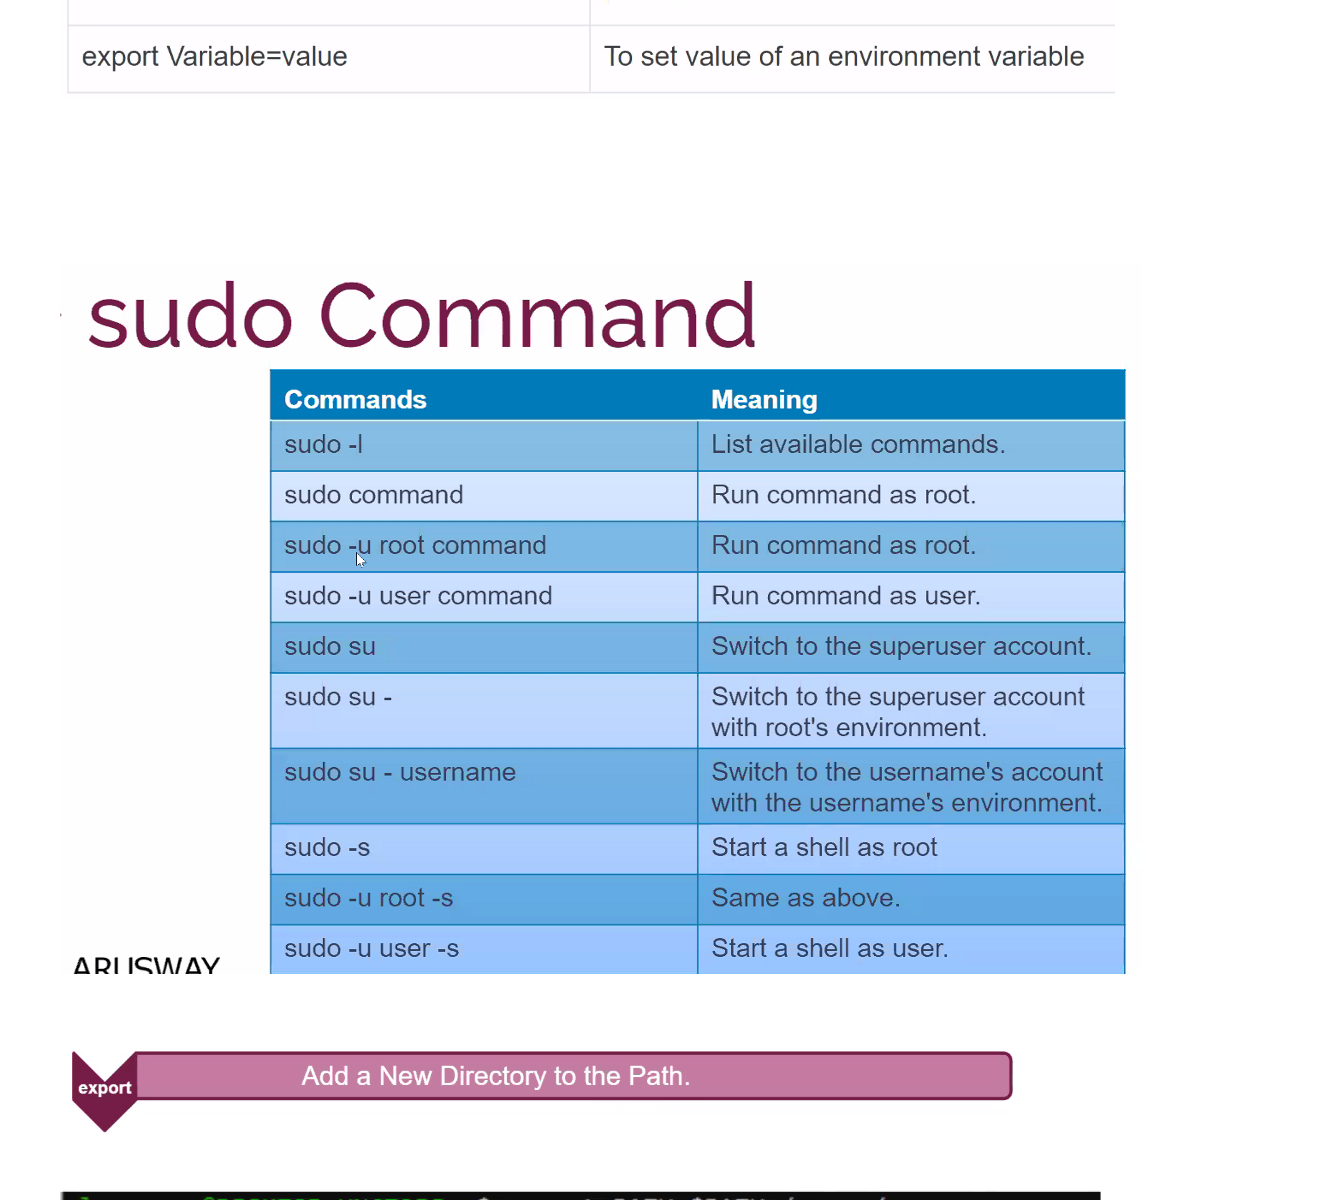 export Variable=value
To set value of an environment variable
sudo Command
Commands
Meaning
sudo -l
List available commands.
sudo command
Run command as root.
sudo -u root command
Run command as root.
sudo -u user command
Run command as user.
sudo su
Switch to the superuser account.
sudo su -
Switch to the superuser account
with root's environment.
sudo su - username
Switch to the username's account
with the username's environment.
sudo -s
Start a shell as root
sudo -u root -s
Same as above.
sudo -u user -s
Start a shell as user.
ARUSWAY
export
Add a New Directory to the Path.